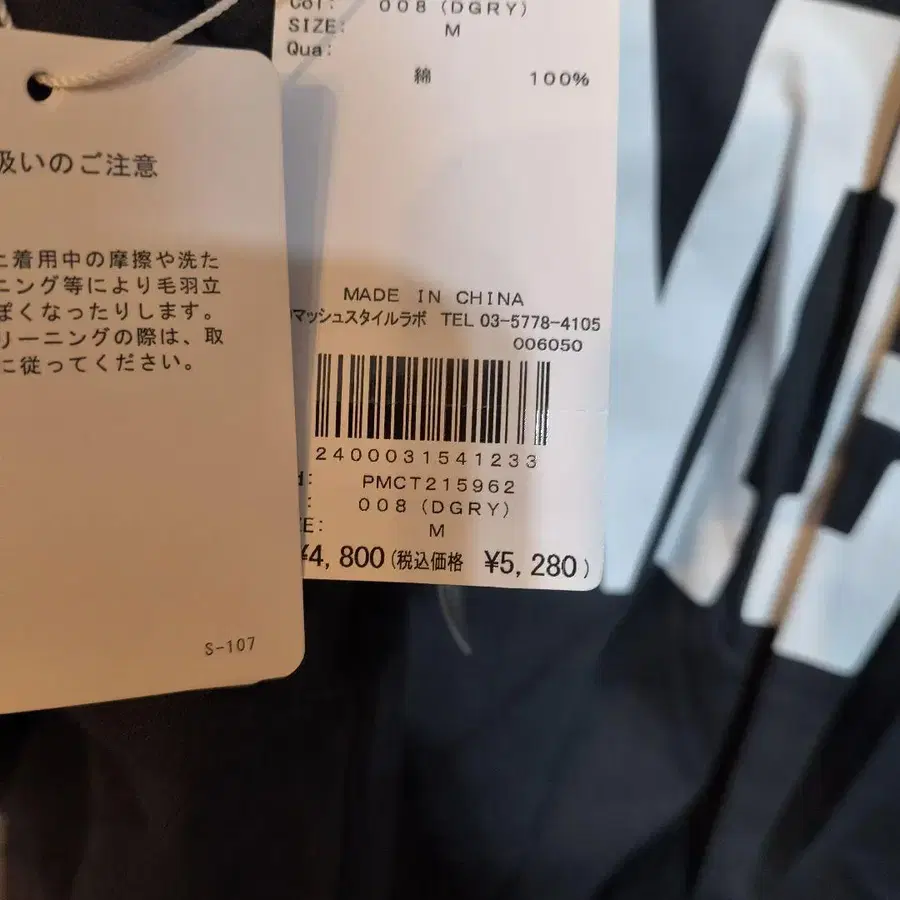 Col: 008 (DGRY)
SIZE: M
Qua:
綿 100%
MADE IN CHINA
マッシュスタイルラボ TEL 03-5778-4105
006050
2400031541233
d: PMCT215962
: 008 (DGRY)
E: M
¥4,800 (税込価格 ¥5,280)
扱いのご注意
に着用中の摩擦や洗た
ニング等により毛羽立
ぽくなったりします。
リーニングの際は、取
に従ってください。
S-107